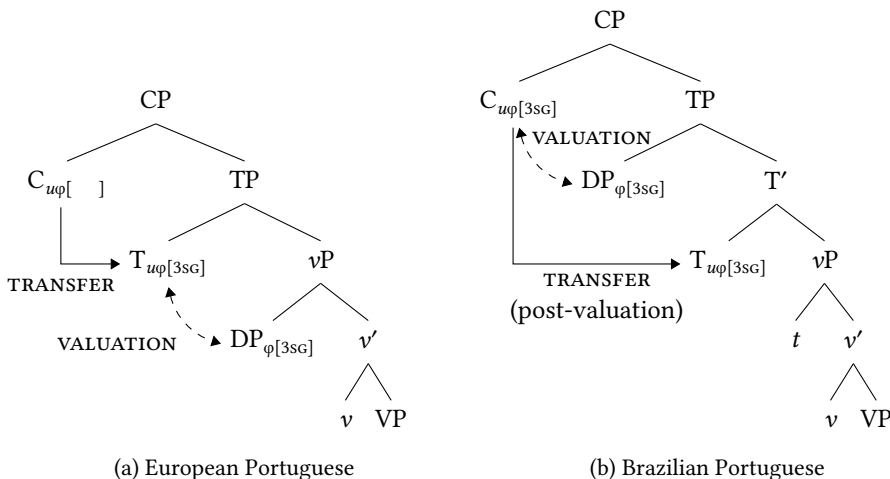 CP
C_uφ[ ]
TP
TRANSFER
T_uφ[3SG]
vP
VALUATION
DP_φ[3SG]
v′
v VP
(a) European Portuguese
CP
C_uφ[3SG]
TP
VALUATION
DP_φ[3SG]
T′
T_uφ[3SG]
vP
TRANSFER
(post-valuation)
t
v′
v VP
(b) Brazilian Portuguese